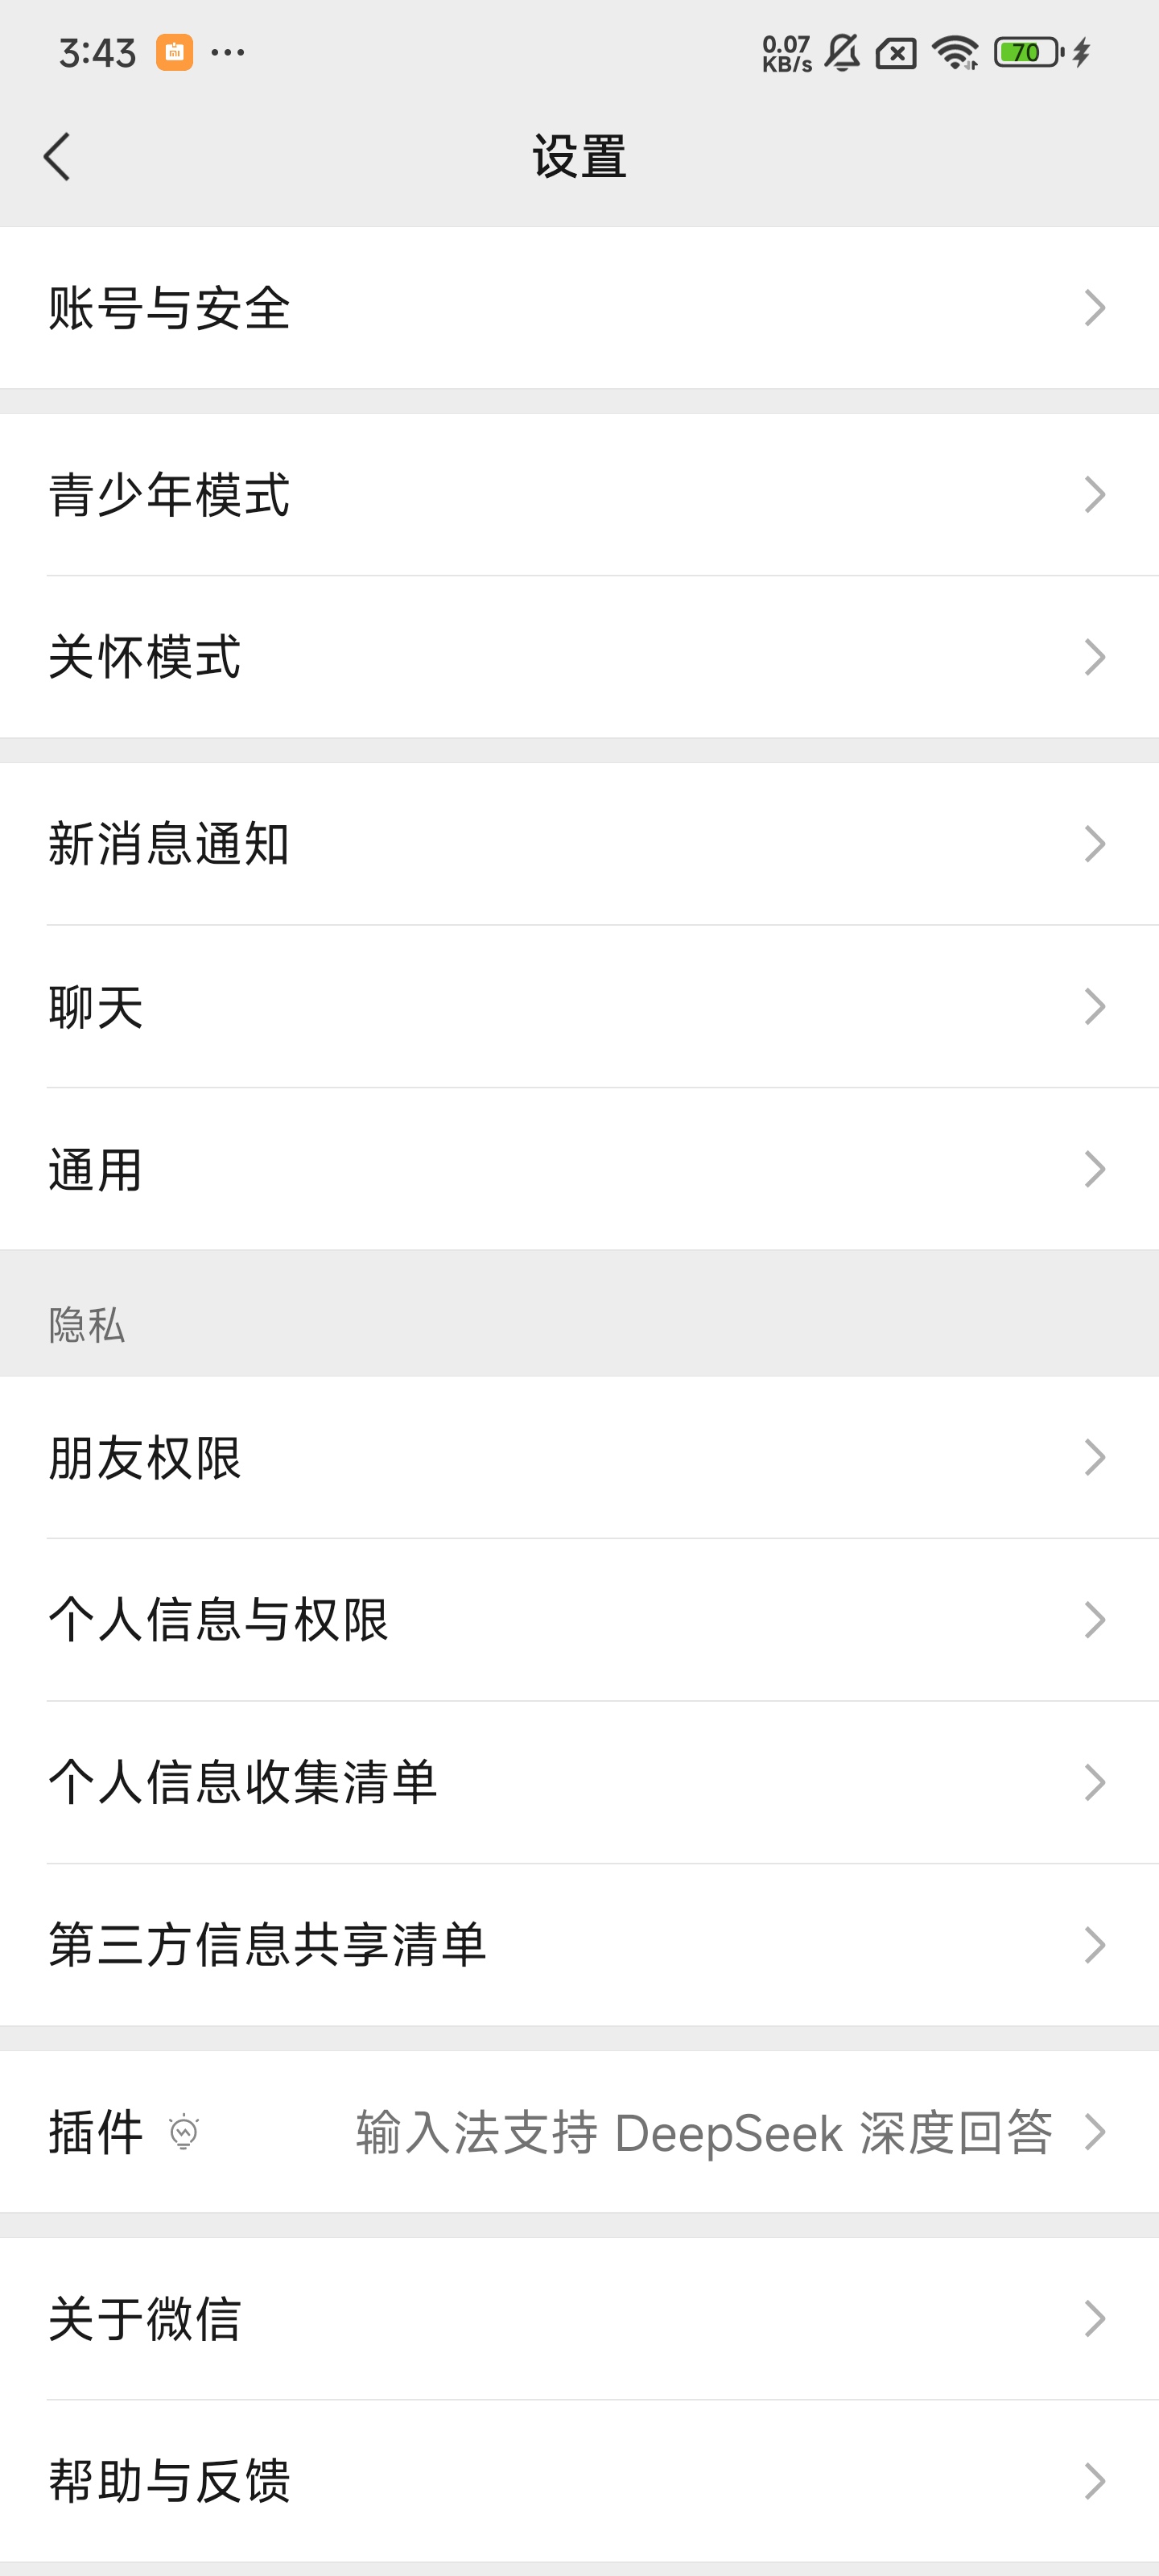 3:43
0.07
KB/s
70
设置
账号与安全
青少年模式
关怀模式
新消息通知
聊天
通用
隐私
朋友权限
个人信息与权限
个人信息收集清单
第三方信息共享清单
插件 输入法支持 DeepSeek 深度回答
关于微信
帮助与反馈